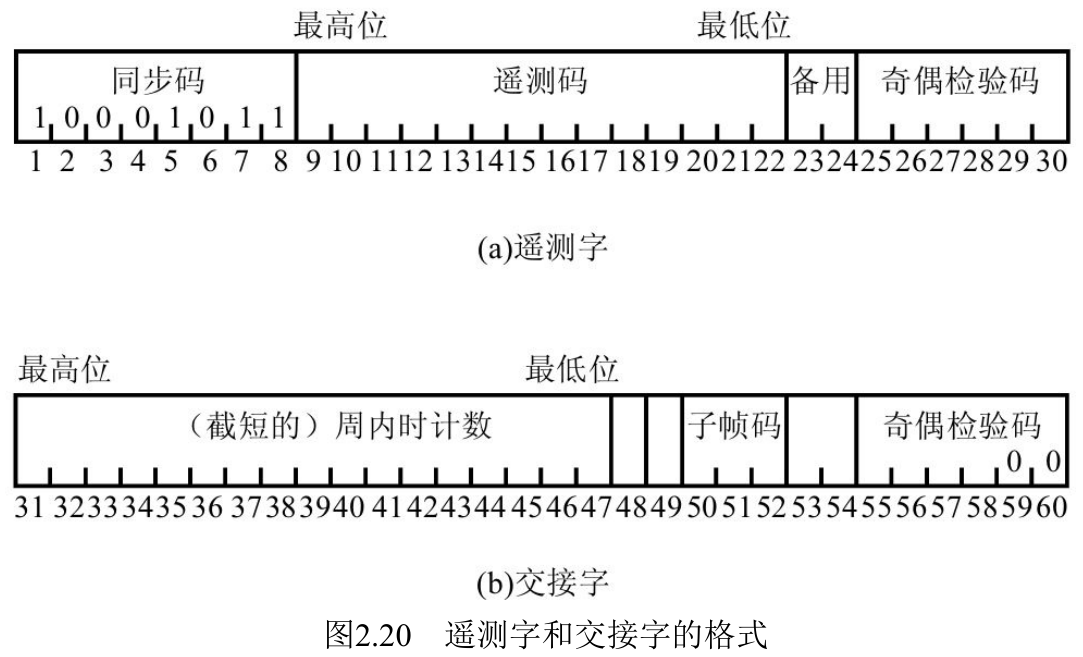 最高位 最低位
同步码 遥测码 备用 奇偶检验码
1 0 0 0 1 0 1 1
1 2 3 4 5 6 7 8 9 10 11 12 13 14 15 16 17 18 19 20 21 22 23 24 25 26 27 28 29 30
(a)遥测字
最高位 最低位
（截短的）周内时计数 子帧码 奇偶检验码
0 0
31 32 33 34 35 36 37 38 39 40 41 42 43 44 45 46 47 48 49 50 51 52 53 54 55 56 57 58 59 60
(b)交接字
图2.20 遥测字和交接字的格式